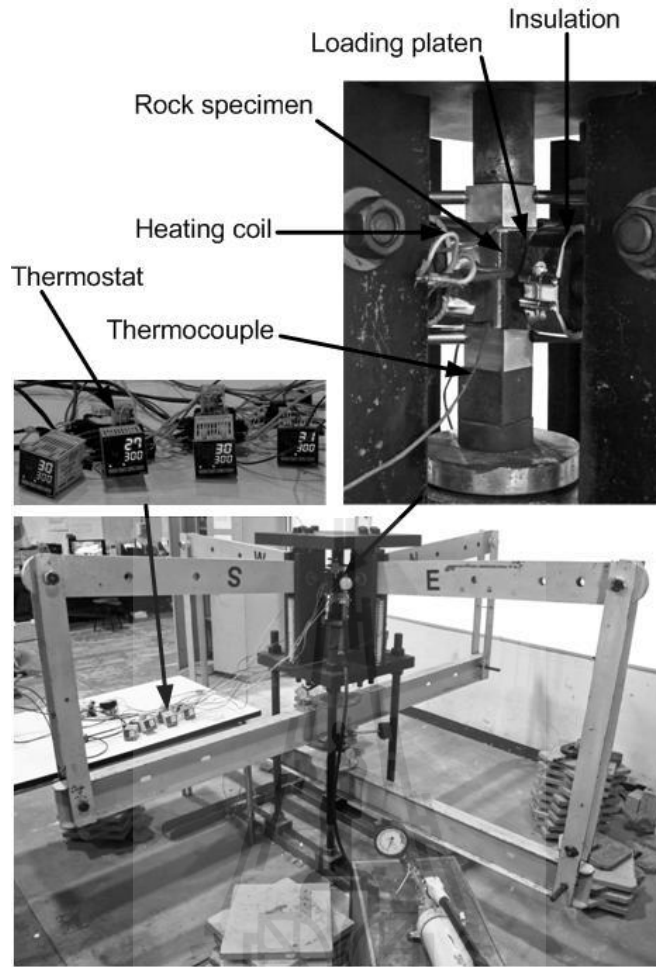 Insulation
Loading platen
Rock specimen
Heating coil
Thermostat
Thermocouple
30
300
27
300
30
300
31
300
W
N
S
E